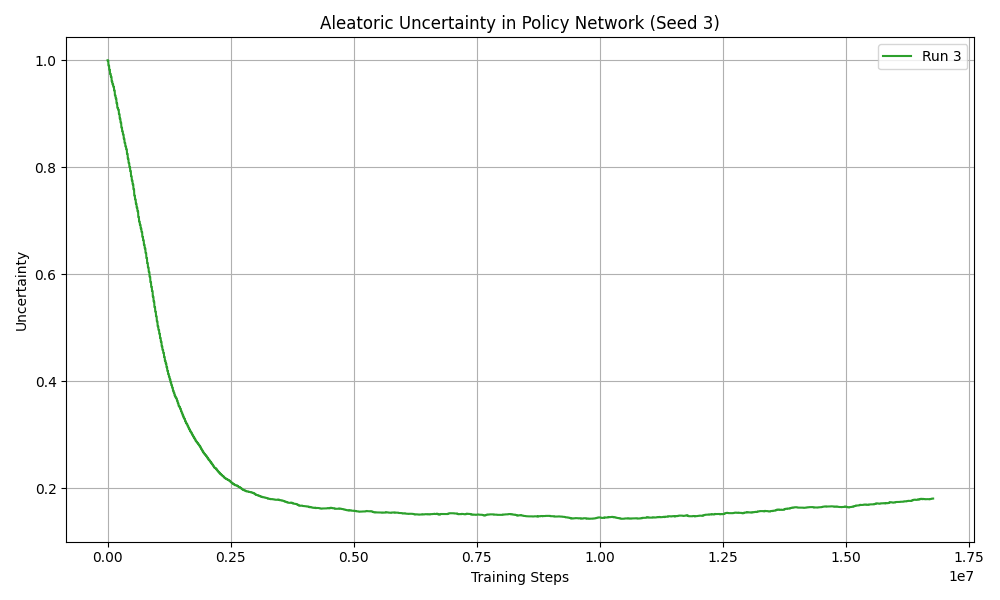 Aleatoric Uncertainty in Policy Network (Seed 3)
Run 3
Uncertainty
1.0
0.8
0.6
0.4
0.2
0.00 0.25 0.50 0.75 1.00 1.25 1.50 1.75
1e7
Training Steps